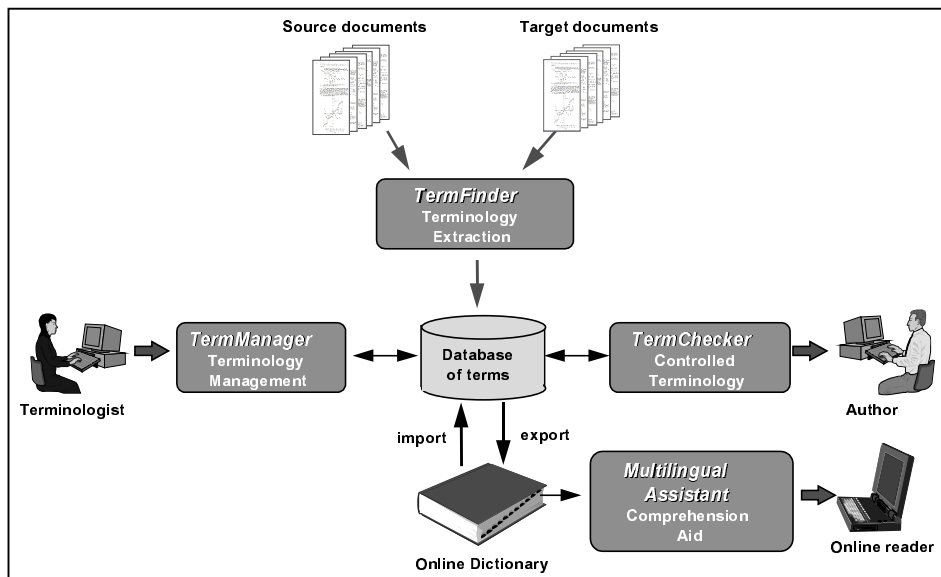 Source documents
Target documents
TermFinder
Terminology
Extraction
TermManager
Terminology
Management
Database
of terms
TermChecker
Controlled
Terminology
Terminologist
Author
import
export
Multilingual
Assistant
Comprehension
Aid
Online Dictionary
Online reader